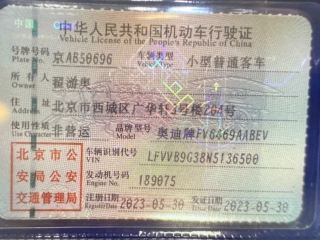 中华人民共和国机动车行驶证
Vehicle License of the People's Republic of China
号牌号码 京AB50696 车辆类型 小型普通客车
Plate No. Vehicle Type
所有人 翟游奥
Owner
住址 北京市西城区广华轩3号楼204号
Address
使用性质 非营运 品牌型号 奥迪牌FV6469AABEV
Use Character Model
北京市公安局公安交通管理局
车辆识别代号 LFVVB9G38N5136500
VIN
发动机号码 189075
Engine No.
注册日期 2023-05-30 发证日期 2023-05-30
Register Date Issue Date